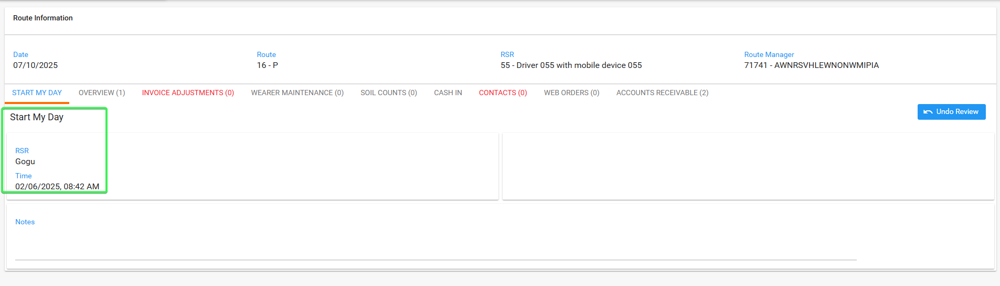 Route Information
Date Route RSR Route Manager
07/10/2025 16 - P 55 - Driver 055 with mobile device 055 71741 - AWNRSVHLEWNONWMIPIA
START MY DAY OVERVIEW (1) INVOICE ADJUSTMENTS (0) WEARER MAINTENANCE (0) SOIL COUNTS (0) CASH IN CONTACTS (0) WEB ORDERS (0) ACCOUNTS RECEIVABLE (2)
Start My Day Undo Review
RSR
Gogu
Time
02/06/2025, 08:42 AM
Notes